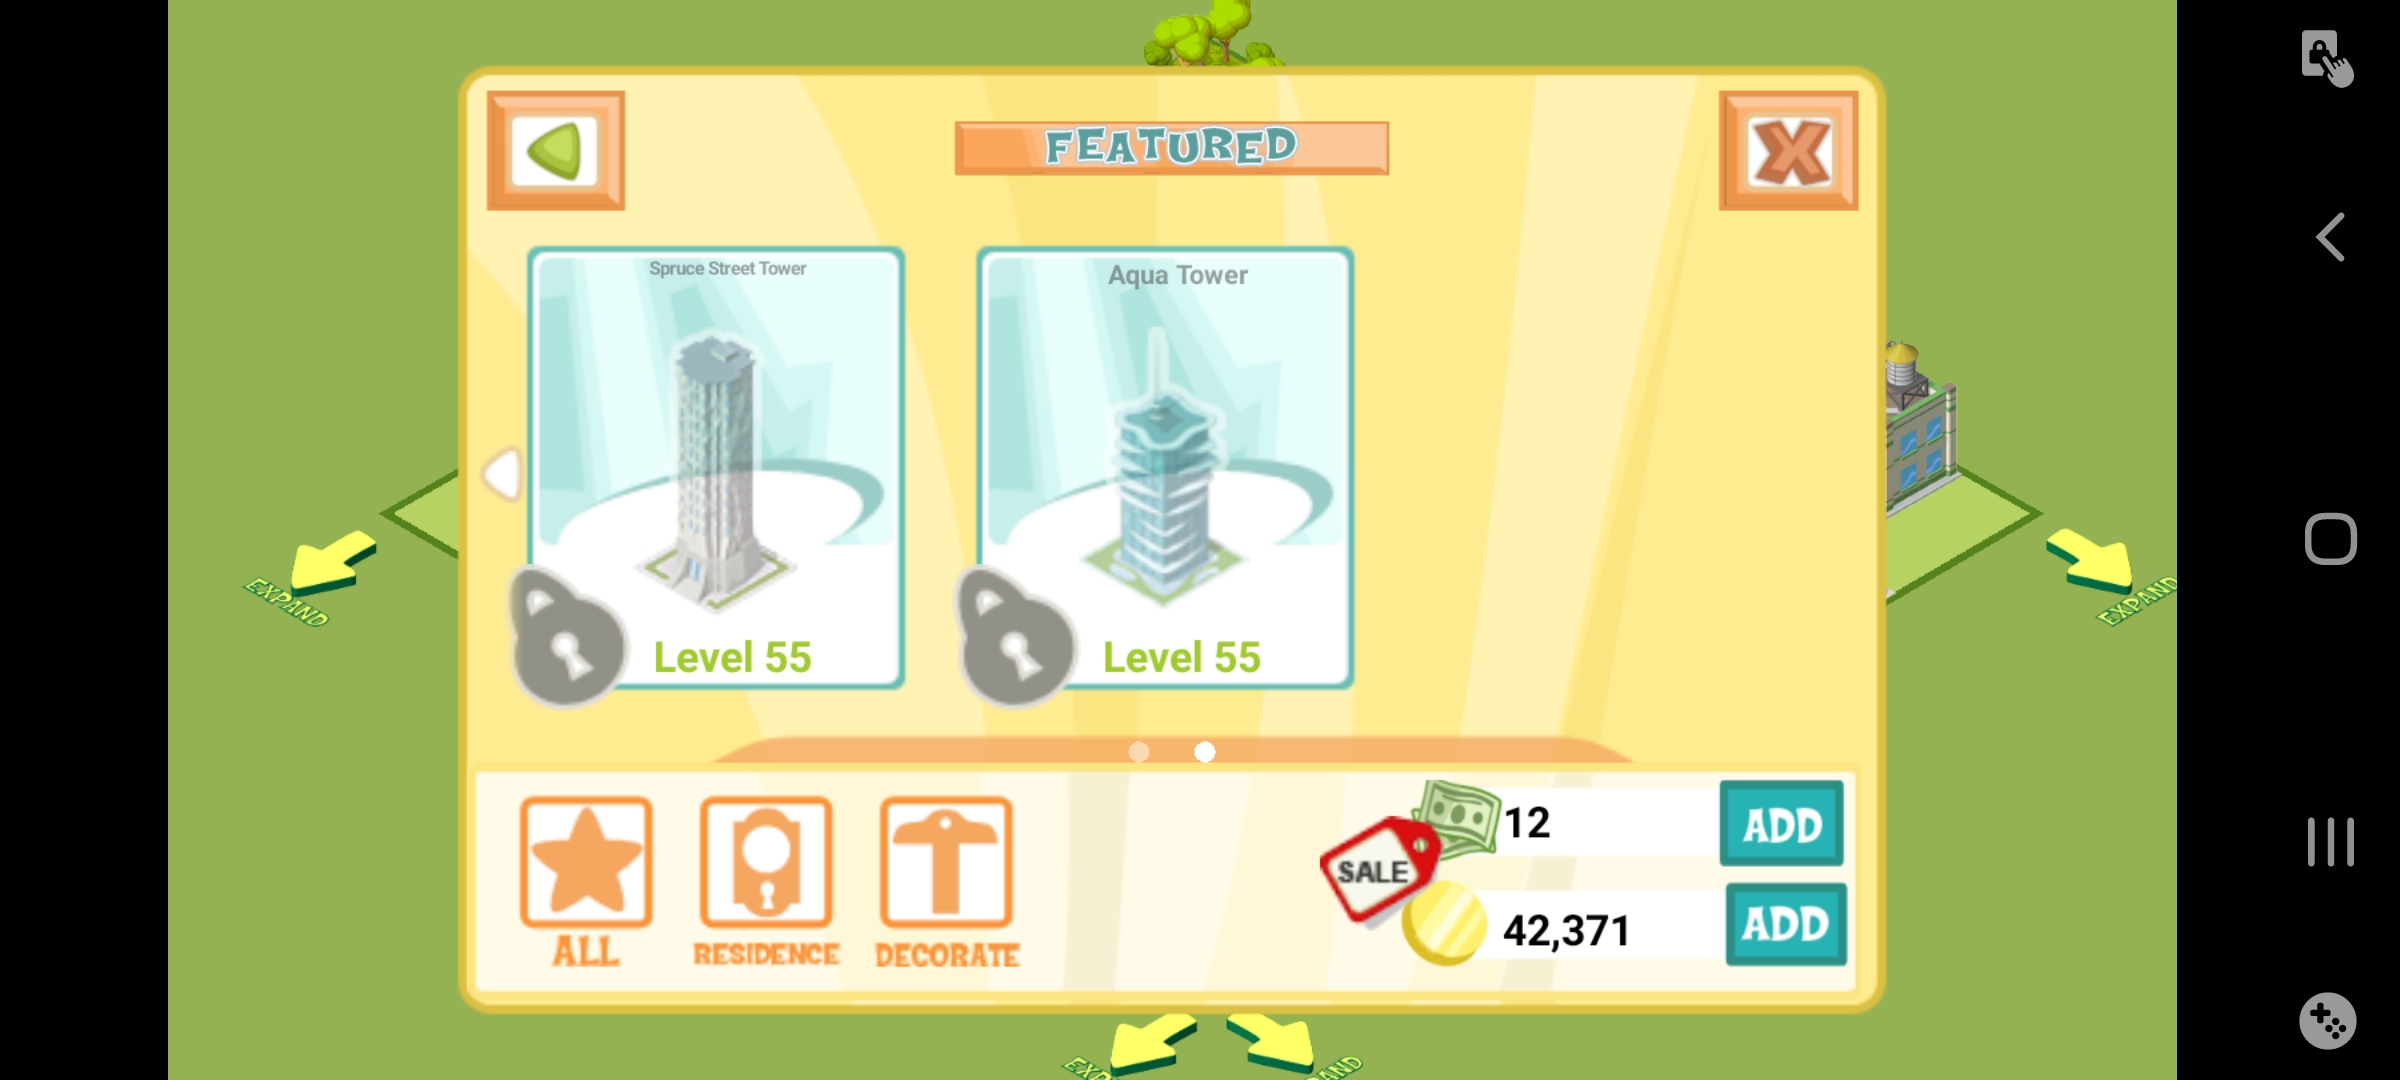 FEATURED
Spruce Street Tower
Aqua Tower
Level 55
Level 55
EXPAND
EXPAND
12
ADD
SALE
42,371
ADD
ALL
RESIDENCE
DECORATE